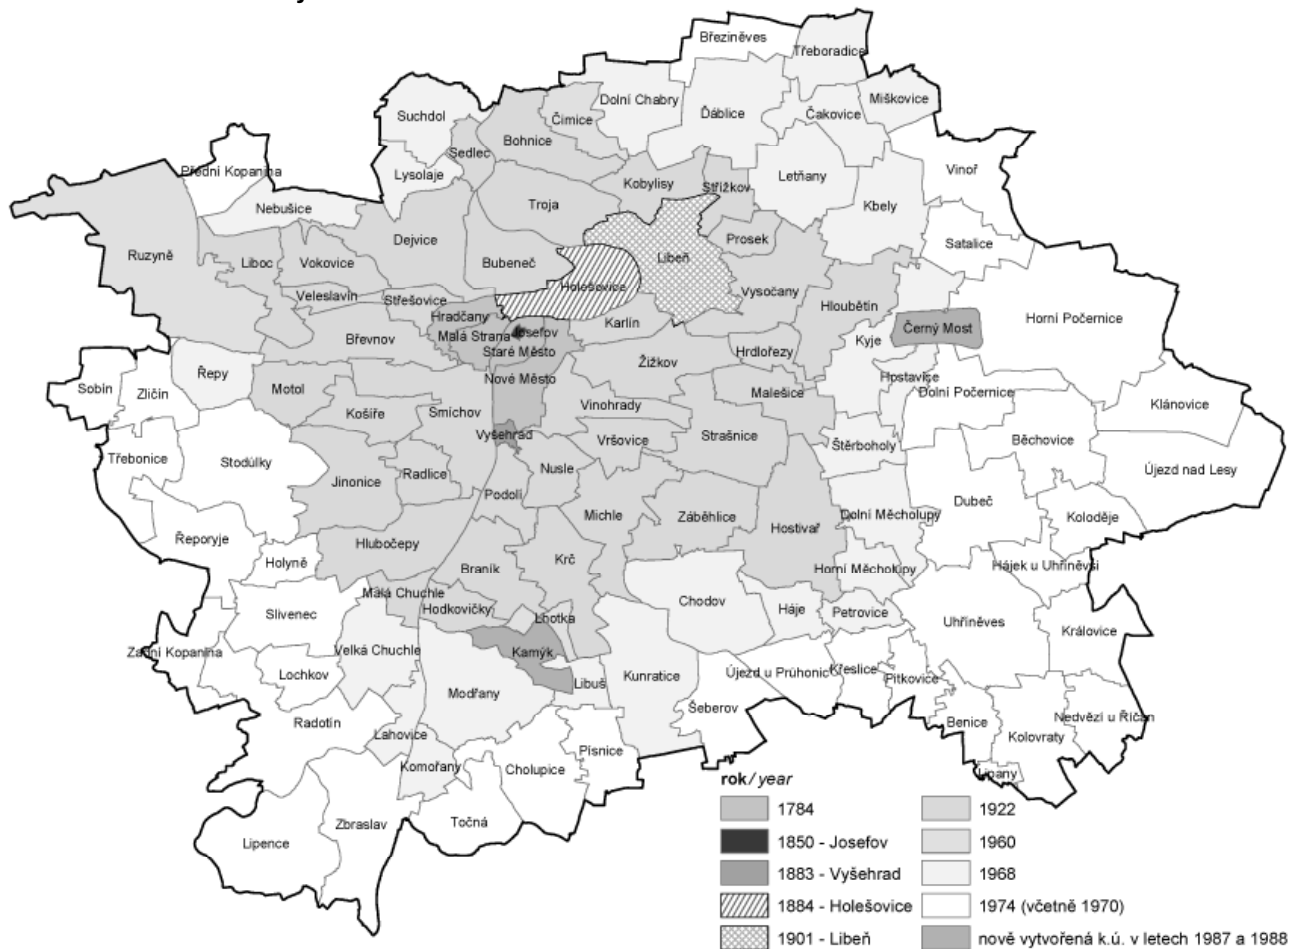 Březiněves
Třeboradice
Dolní Chabry
Ďáblice
Čakovice
Miškovice
Suchdol
Čimice
Bohnice
Sedlec
Přední Kopanina
Lysolaje
Kobylisy
Střížkov
Letňany
Vinoř
Nebušice
Troja
Kbely
Dejvice
Prosek
Satalice
Ruzyně
Liboc
Vokovice
Bubeneč
Libeň
Holešovice
Vysočany
Veleslavín
Střešovice
Hloubětín
Hradčany
Karlín
Horní Počernice
Břevnov
Malá Strana
Josefov
Staré Město
Kyje
Černý Most
Žižkov
Hrdlořezy
Řepy
Nové Město
Hostavice
Sobín
Zličín
Motol
Malešice
Dolní Počernice
Košíře
Smíchov
Vinohrady
Klánovice
Vyšehrad
Vršovice
Strašnice
Štěrboholy
Běchovice
Třebonice
Stodůlky
Radlice
Nusle
Újezd nad Lesy
Jinonice
Podolí
Dubeč
Michle
Záběhlice
Hostivař
Dolní Měcholupy
Koloděje
Řeporyje
Hlubočepy
Holyně
Braník
Krč
Horní Měcholupy
Hájek u Uhříněvsi
Malá Chuchle
Hodkovičky
Chodov
Háje
Petrovice
Slivenec
Lhotka
Uhříněves
Královice
Zadní Kopanina
Velká Chuchle
Kamýk
Lochkov
Kunratice
Újezd u Průhonic
Křeslice
Pitkovice
Modřany
Libuš
Šeberov
Radotín
Benice
Nedvězí u Říčan
Lahovice
Kolovraty
Komořany
Cholupice
Písnice
Lipany
Točná
Zbraslav
Lipence
rok / year
1784
1850 - Josefov
1883 - Vyšehrad
1884 - Holešovice
1901 - Libeň
1922
1960
1968
1974 (včetně 1970)
nově vytvořená k.ú. v letech 1987 a 1988